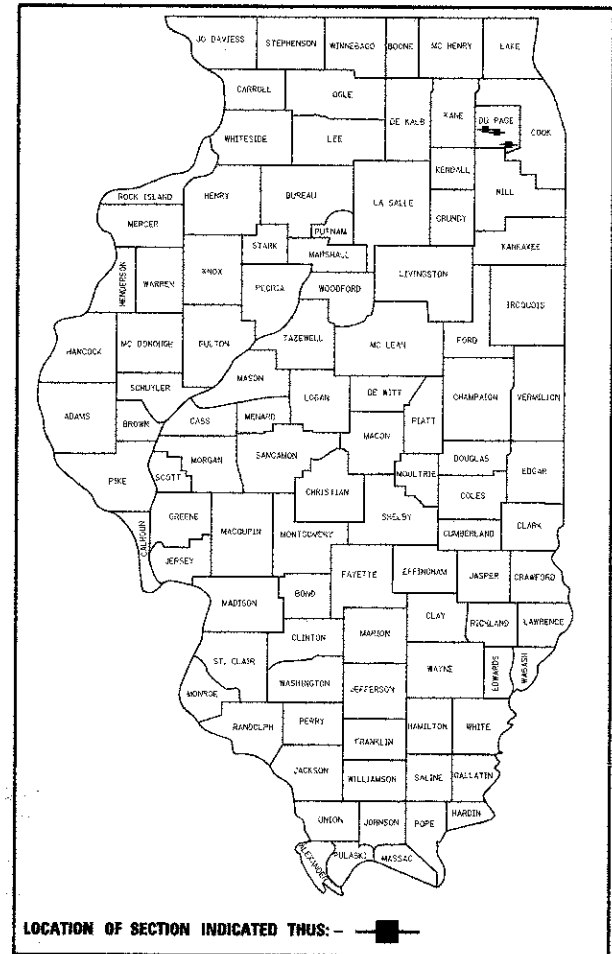 JO DAVIESS STEPHENSON WINNEBAGO BOONE MC HENRY LAKE
CARROLL OGLE
DE KALB KANE DU PAGE COOK
WHITESIDE LEE
KENDALL
ROCK ISLAND HENRY BUREAU LA SALLE WILL
MERCER GRUNDY
PUTNAM
STARK KANKAKEE
MARSHALL
HENDERSON WARREN KNOX LIVINGSTON
PEORIA WOODFORD IROQUOIS
TAZEWELL FORD
HANCOCK MC DONOUGH FULTON MC LEAN
MASON
SCHUYLER LOGAN DE WITT CHAMPAIGN VERMILION
ADAMS CASS MENARD PIATT
BROWN MACON
MORGAN SANGAMON DOUGLAS
PIKE SCOTT MOULTRIE EDGAR
CHRISTIAN COLES
GREENE SHELBY
CALHOUN MACOUPIN MONTGOMERY CUMBERLAND CLARK
JERSEY
FAYETTE EFFINGHAM JASPER CRAWFORD
MADISON BOND
CLAY RICHLAND LAWRENCE
CLINTON MARION
ST. CLAIR WAYNE EDWARDS WABASH
WASHINGTON JEFFERSON
MONROE
RANDOLPH PERRY HAMILTON WHITE
FRANKLIN
JACKSON WILLIAMSON SALINE GALLATIN
HARDIN
UNION JOHNSON POPE
ALEXANDER PULASKI MASSAC
LOCATION OF SECTION INDICATED THUS: –